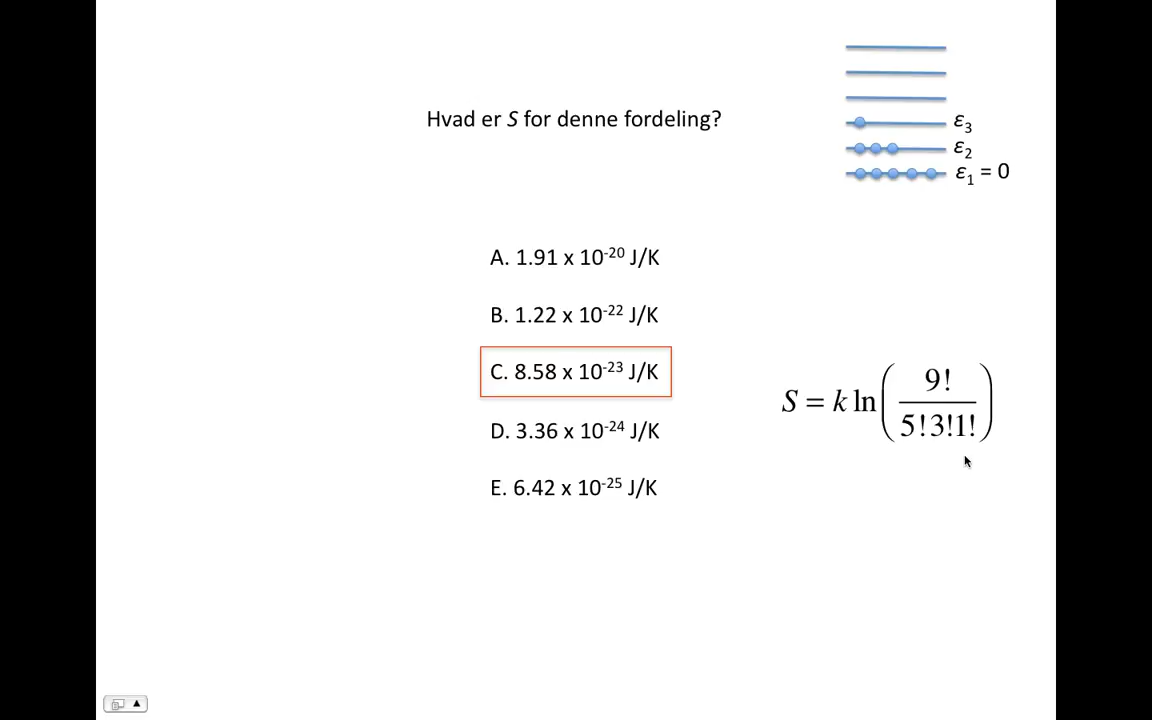 Hvad er S for denne fordeling?
ε₃
ε₂
ε₁ = 0
A. 1.91 x 10⁻²⁰ J/K
B. 1.22 x 10⁻²² J/K
C. 8.58 x 10⁻²³ J/K
D. 3.36 x 10⁻²⁴ J/K
E. 6.42 x 10⁻²⁵ J/K
S = k ln(9! / 5!3!1!)